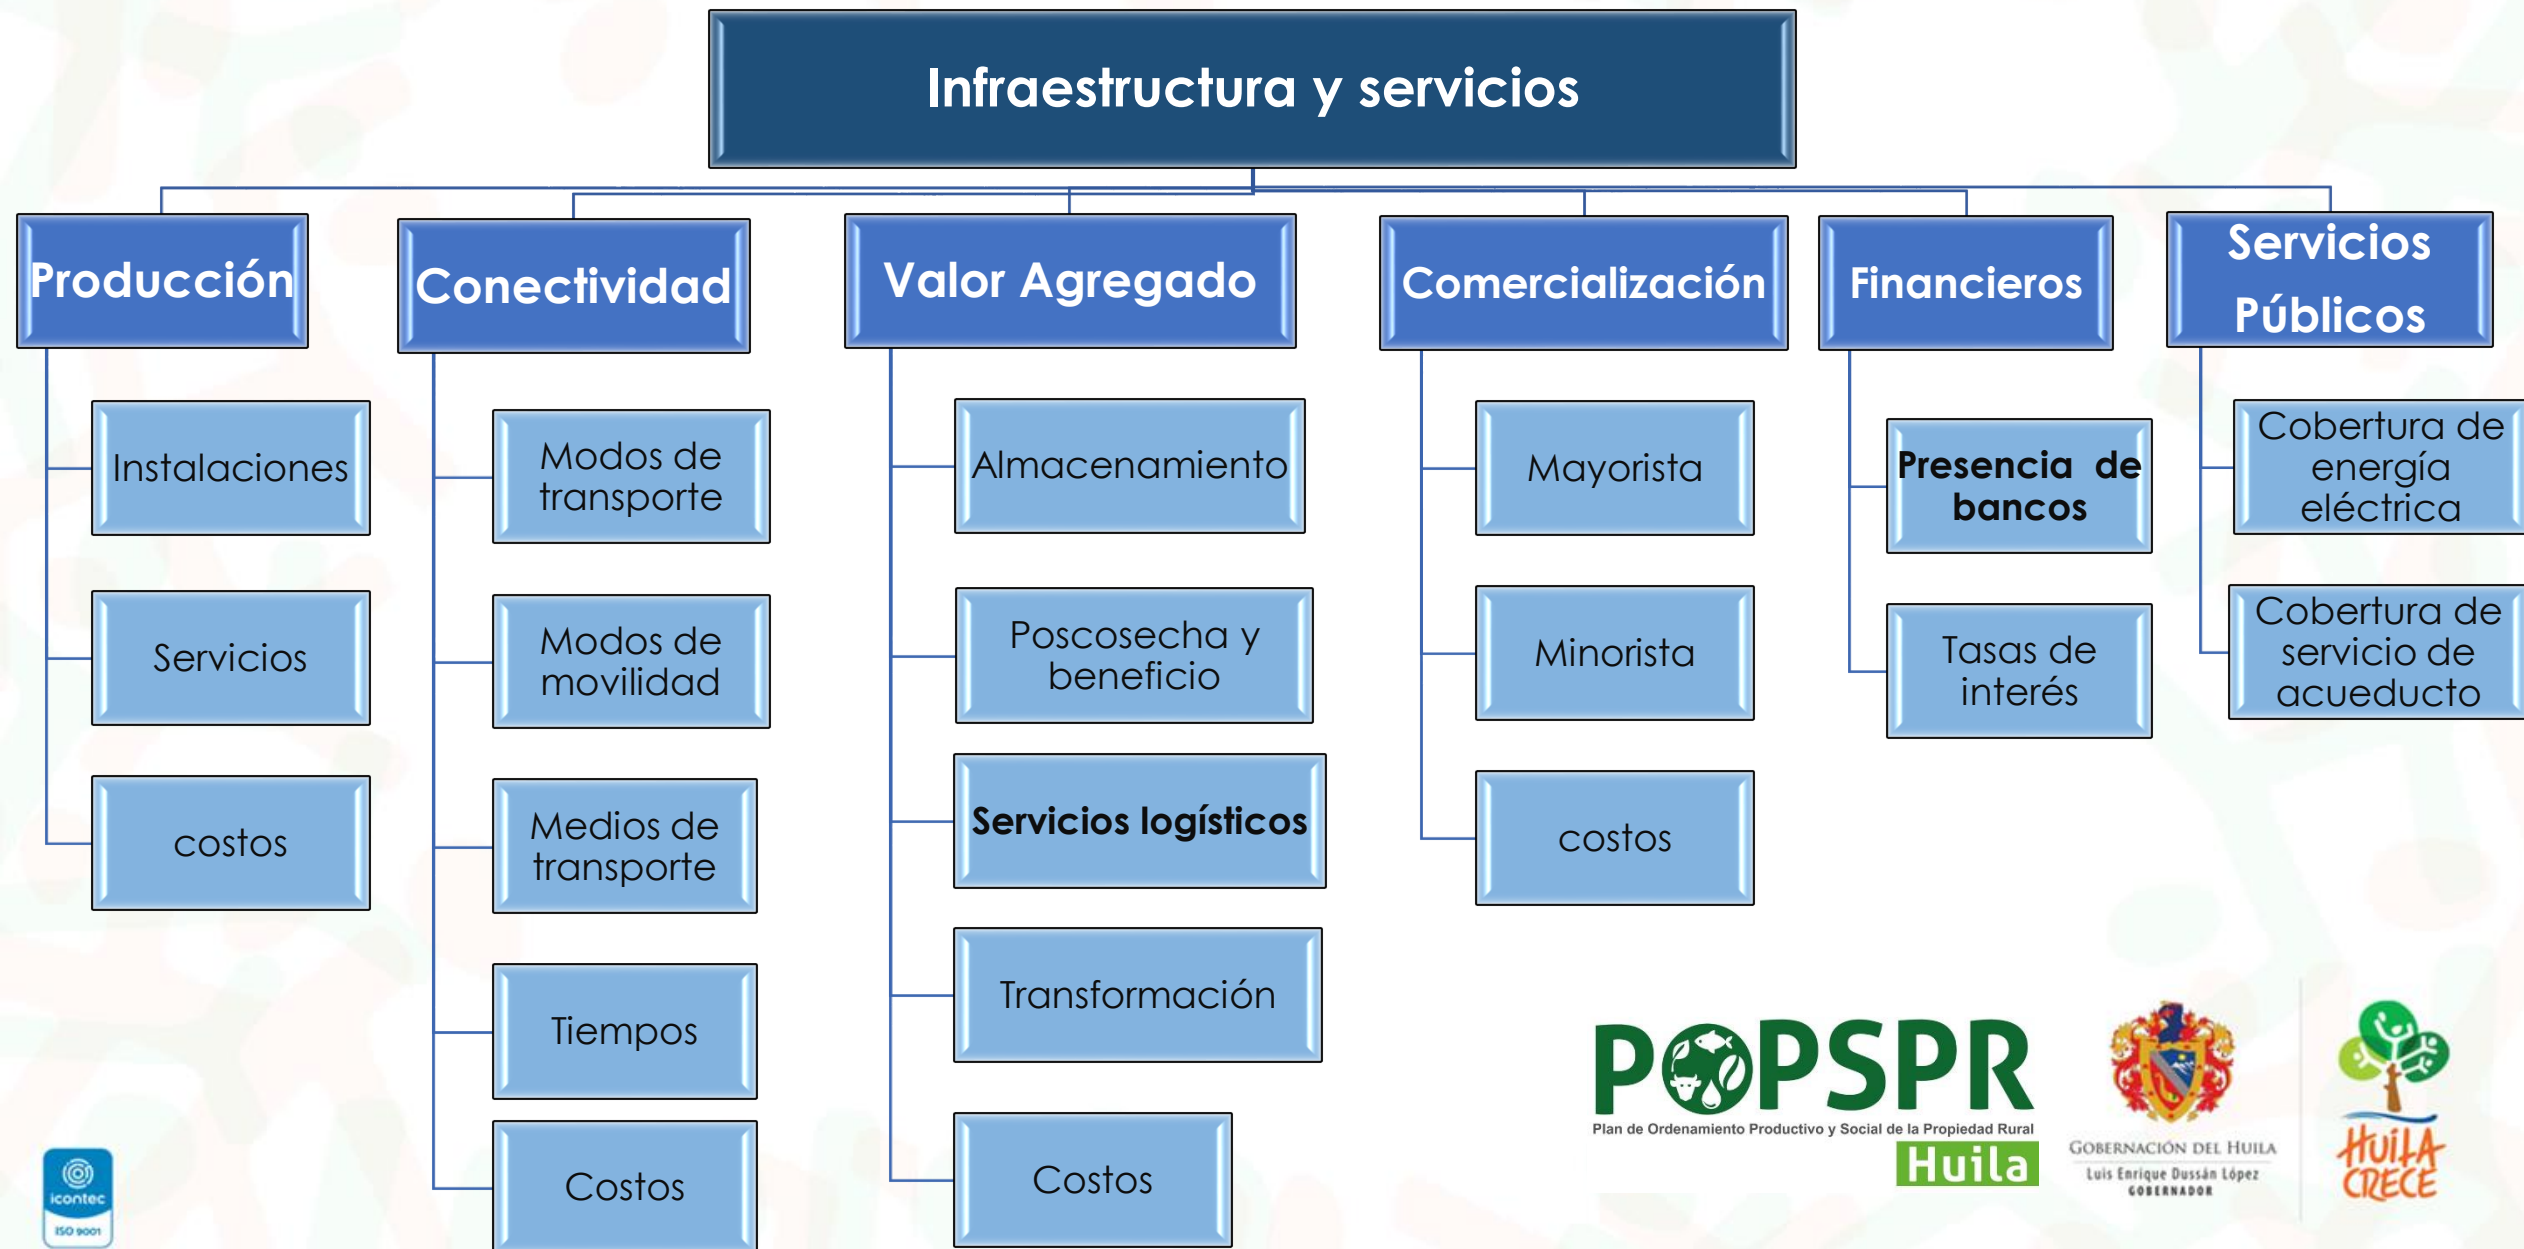 Infraestructura y servicios
Producción
Instalaciones
Servicios
costos
Conectividad
Modos de
transporte
Modos de
movilidad
Medios de
transporte
Tiempos
Costos
Valor Agregado
Almacenamiento
Poscosecha y
beneficio
Servicios logísticos
Transformación
Costos
Comercialización
Mayorista
Minorista
costos
Financieros
Presencia de
bancos
Tasas de
interés
Servicios
Públicos
Cobertura de
energía
eléctrica
Cobertura de
servicio de
acueducto
icontec
ISO 9001
POPSPR
Plan de Ordenamiento Productivo y Social de la Propiedad Rural
Huila
GOBERNACIÓN DEL HUILA
Luis Enrique Dussán López
GOBERNADOR
HUILA
CRECE